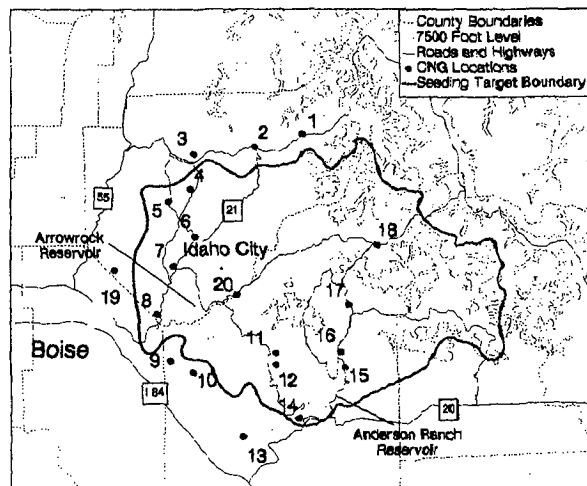 County Boundaries
7500 Foot Level
Roads and Highways
CNG Locations
Seeding Target Boundary
1
2
3
4
55
5
21
6
Idaho City
18
Arrowrock
Reservoir
7
19
20
17
8
11
16
Boise
9
12
15
10
I 84
14
20
13
Anderson Ranch
Reservoir